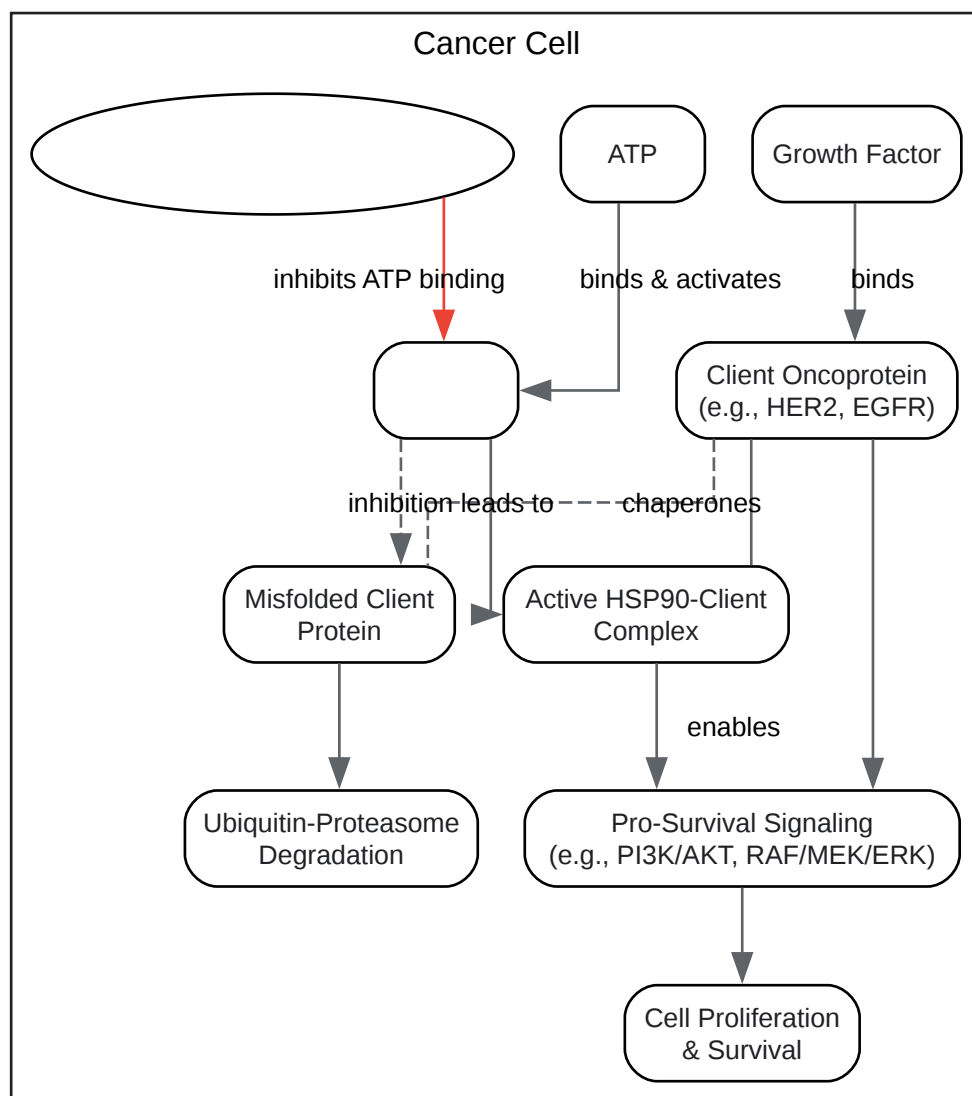 Cancer Cell
ATP
Growth Factor
inhibits ATP binding
binds & activates
binds
Client Oncoprotein
(e.g., HER2, EGFR)
inhibition leads to
chaperones
Misfolded Client
Protein
Active HSP90-Client
Complex
enables
Ubiquitin-Proteasome
Degradation
Pro-Survival Signaling
(e.g., PI3K/AKT, RAF/MEK/ERK)
Cell Proliferation
& Survival